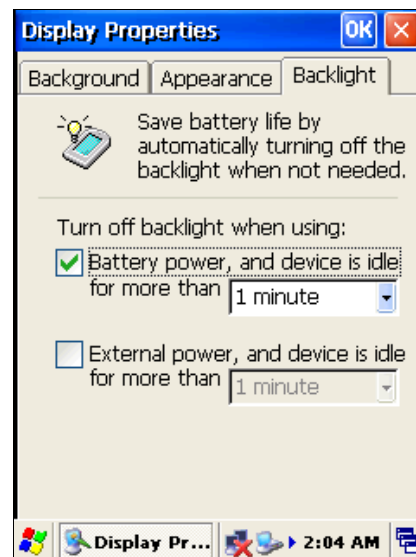 Display Properties OK
Background Appearance Backlight
Save battery life by
automatically turning off the
backlight when not needed.
Turn off backlight when using:
Battery power, and device is idle
for more than 1 minute
External power, and device is idle
for more than 1 minute
Display Pr... 2:04 AM